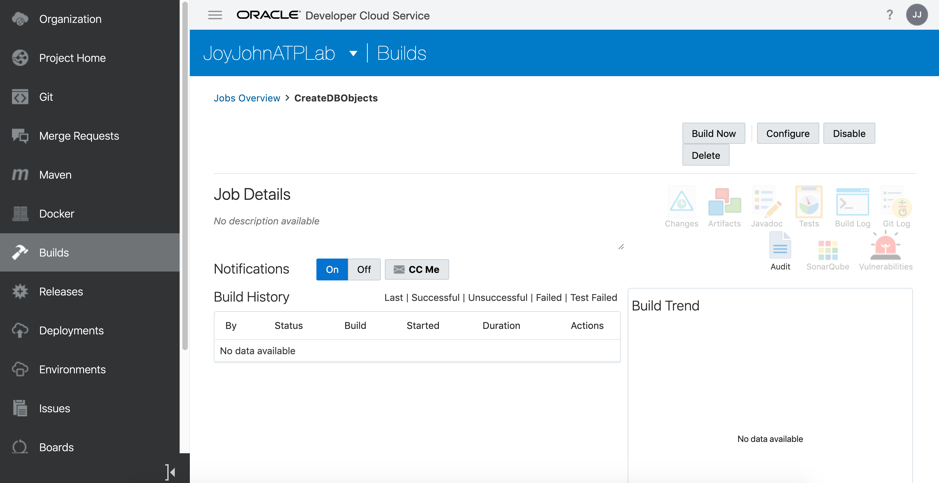 Organization
Project Home
Git
Merge Requests
Maven
Docker
Builds
Releases
Deployments
Environments
Issues
Boards
ORACLE® Developer Cloud Service
? JJ
JoyJohnATPLab | Builds
Jobs Overview > CreateDBObjects
Build Now Configure Disable
Delete
Job Details
No description available
Changes Artifacts Javadoc Tests Build Log Git Log
Audit SonarQube Vulnerabilities
Notifications On Off CC Me
Build History Last | Successful | Unsuccessful | Failed | Test Failed
By Status Build Started Duration Actions
No data available
Build Trend
No data available